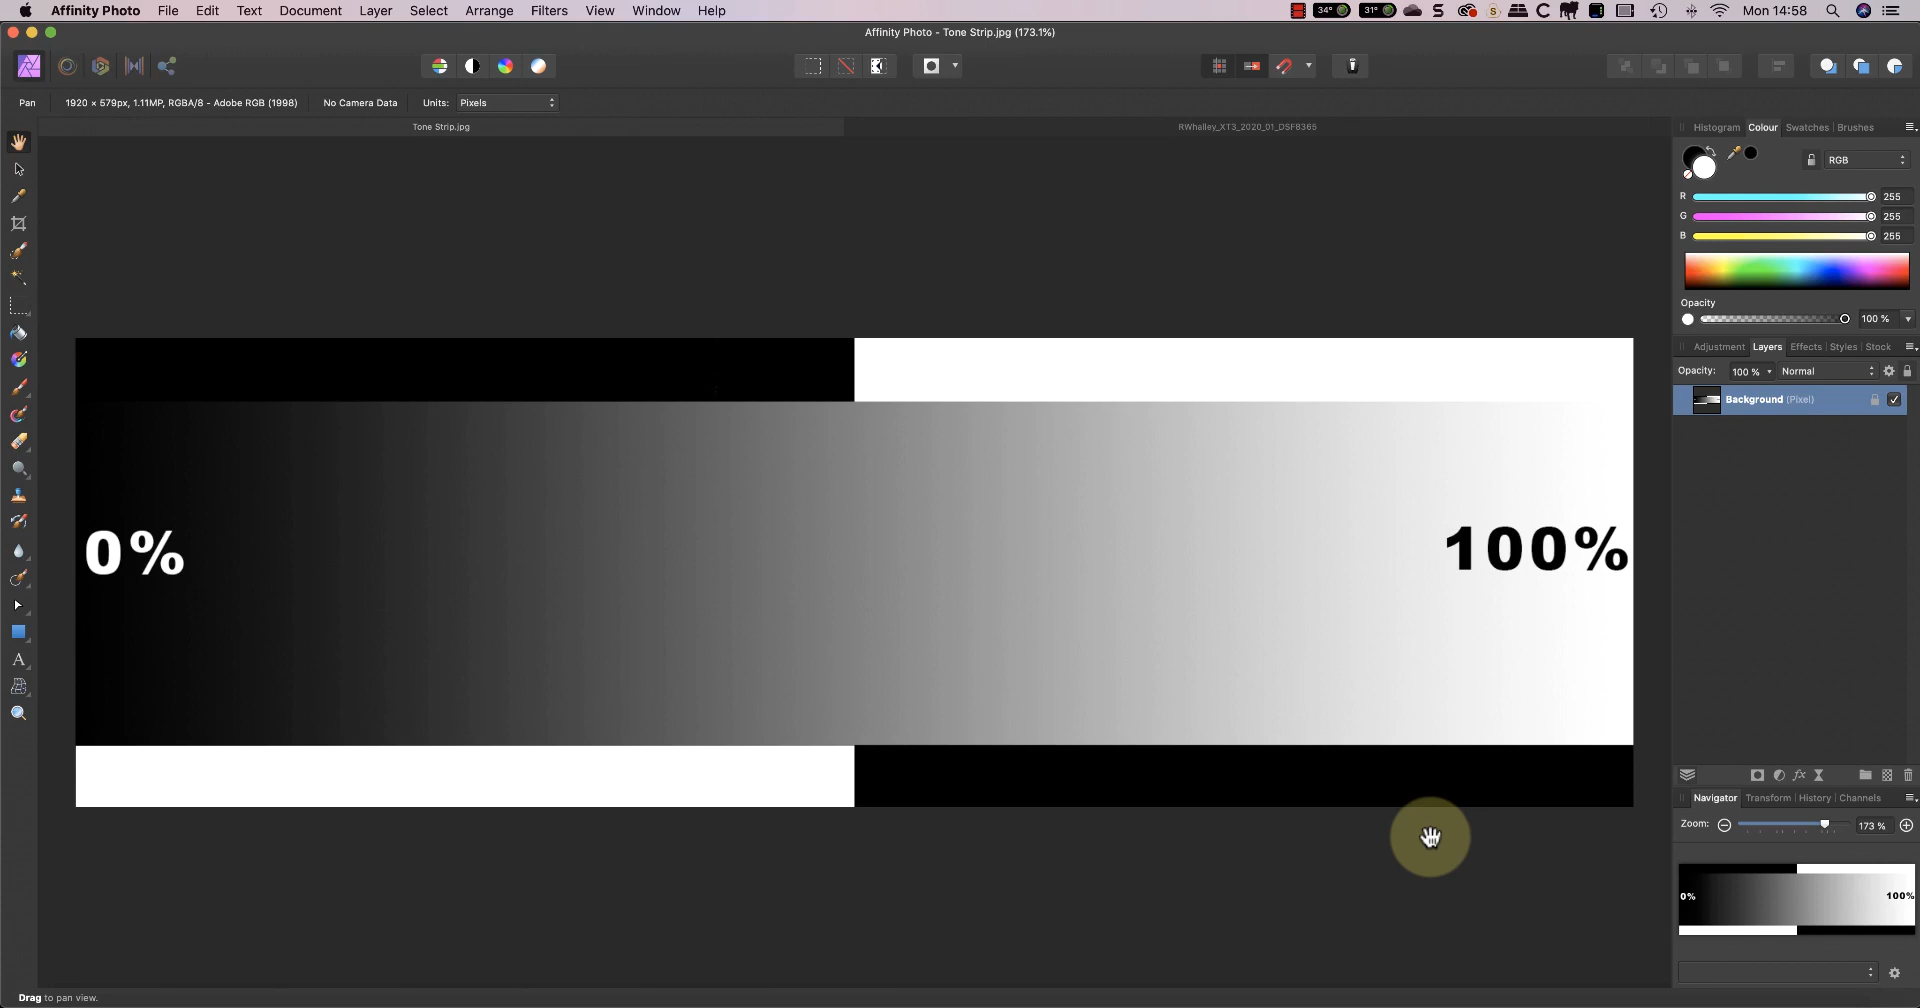 Affinity Photo File Edit Text Document Layer Select Arrange Filters View Window Help 34° 31° Mon 14:58
Affinity Photo - Tone Strip.jpg (173.1%)
Pan 1920 × 579px, 1.11MP, RGBA/8 - Adobe RGB (1998) No Camera Data Units: Pixels
Tone Strip.jpg RWhalley_XT3_2020_01_DSF8365
Histogram Colour Swatches Brushes
RGB
R 255
G 255
B 255
Opacity
100 %
Adjustment Layers Effects Styles Stock
Opacity: 100 % Normal
Background (Pixel)
0% 100%
Navigator Transform History Channels
Zoom: 173 %
0% 100%
Drag to pan view.